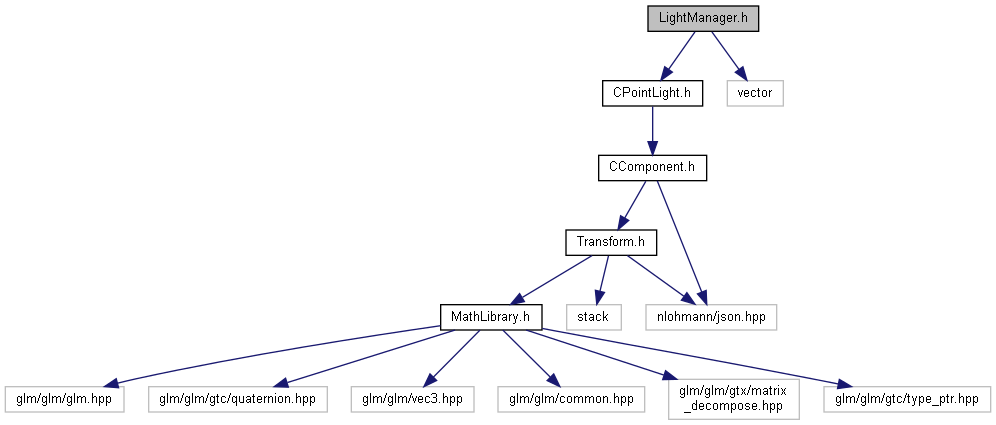 LightManager.h
CPointLight.h
vector
CComponent.h
Transform.h
MathLibrary.h
stack
nlohmann/json.hpp
glm/glm/glm.hpp
glm/glm/gtc/quaternion.hpp
glm/glm/vec3.hpp
glm/glm/common.hpp
glm/glm/gtx/matrix
_decompose.hpp
glm/glm/gtc/type_ptr.hpp